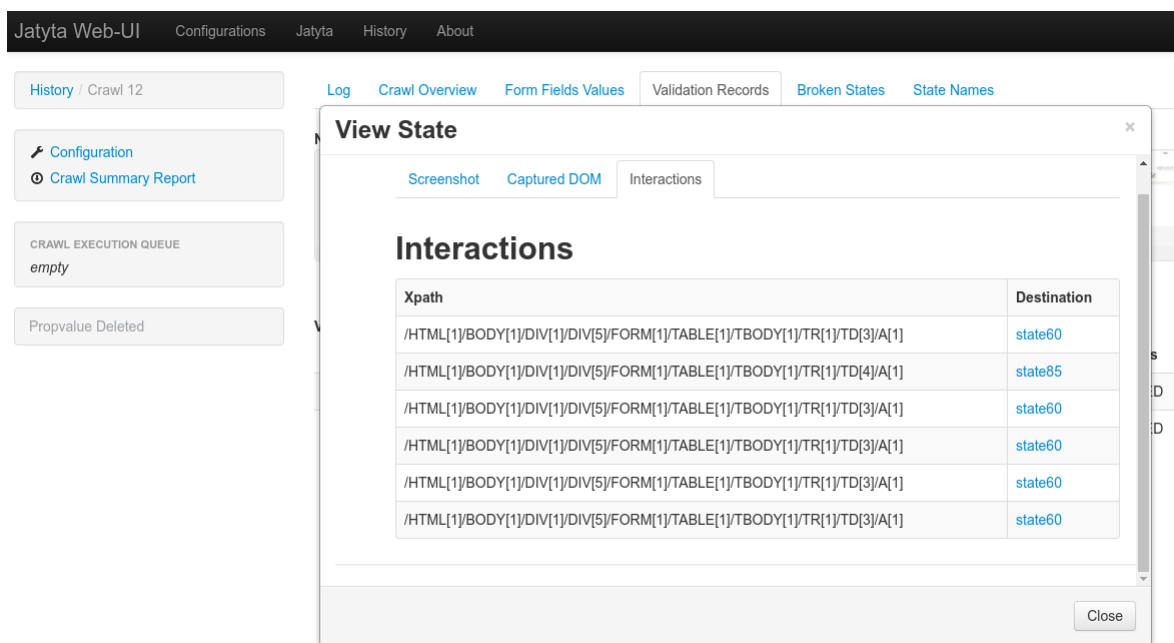 Jatyta Web-UI Configurations Jatyta History About
History / Crawl 12
Configuration
Crawl Summary Report
CRAWL EXECUTION QUEUE
empty
Propvalue Deleted
Log Crawl Overview Form Fields Values Validation Records Broken States State Names
View State ×
Screenshot Captured DOM Interactions
Interactions
Xpath Destination
/HTML[1]/BODY[1]/DIV[1]/DIV[5]/FORM[1]/TABLE[1]/TBODY[1]/TR[1]/TD[3]/A[1] state60
/HTML[1]/BODY[1]/DIV[1]/DIV[5]/FORM[1]/TABLE[1]/TBODY[1]/TR[1]/TD[4]/A[1] state85
/HTML[1]/BODY[1]/DIV[1]/DIV[5]/FORM[1]/TABLE[1]/TBODY[1]/TR[1]/TD[3]/A[1] state60
/HTML[1]/BODY[1]/DIV[1]/DIV[5]/FORM[1]/TABLE[1]/TBODY[1]/TR[1]/TD[3]/A[1] state60
/HTML[1]/BODY[1]/DIV[1]/DIV[5]/FORM[1]/TABLE[1]/TBODY[1]/TR[1]/TD[3]/A[1] state60
/HTML[1]/BODY[1]/DIV[1]/DIV[5]/FORM[1]/TABLE[1]/TBODY[1]/TR[1]/TD[3]/A[1] state60
Close